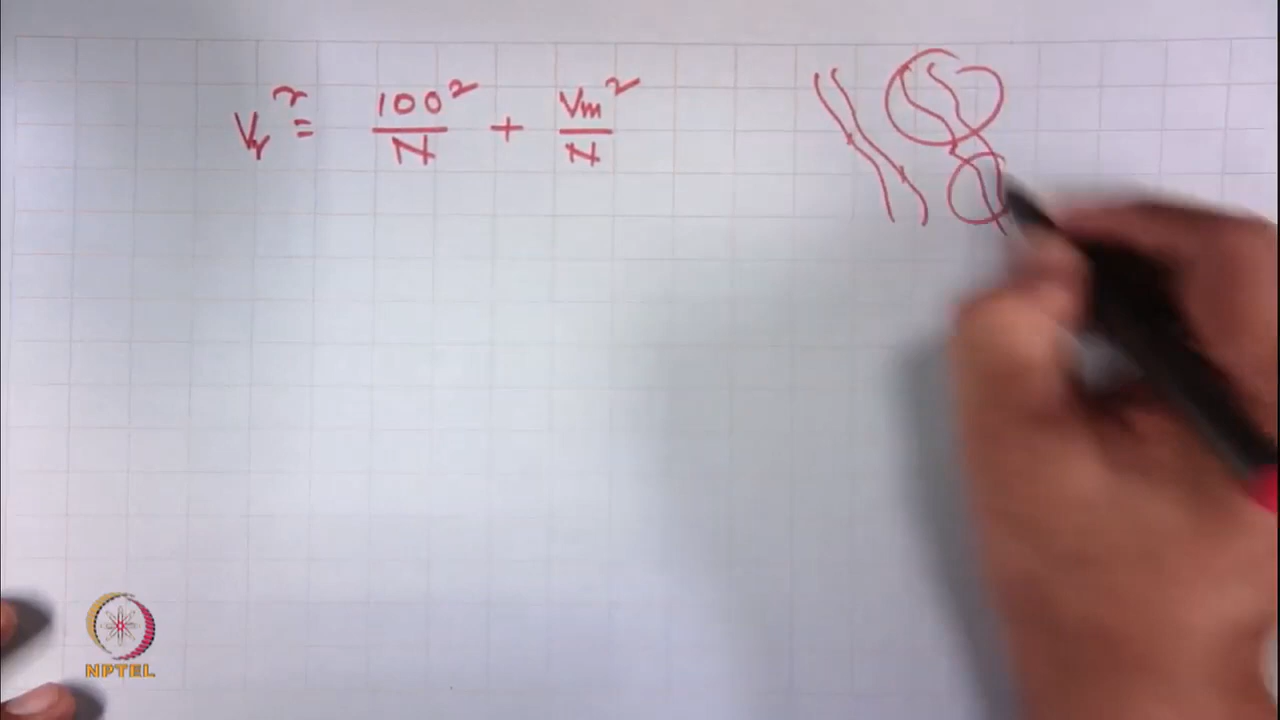 Vr² = 100²/N + Vm²/N
NPTEL